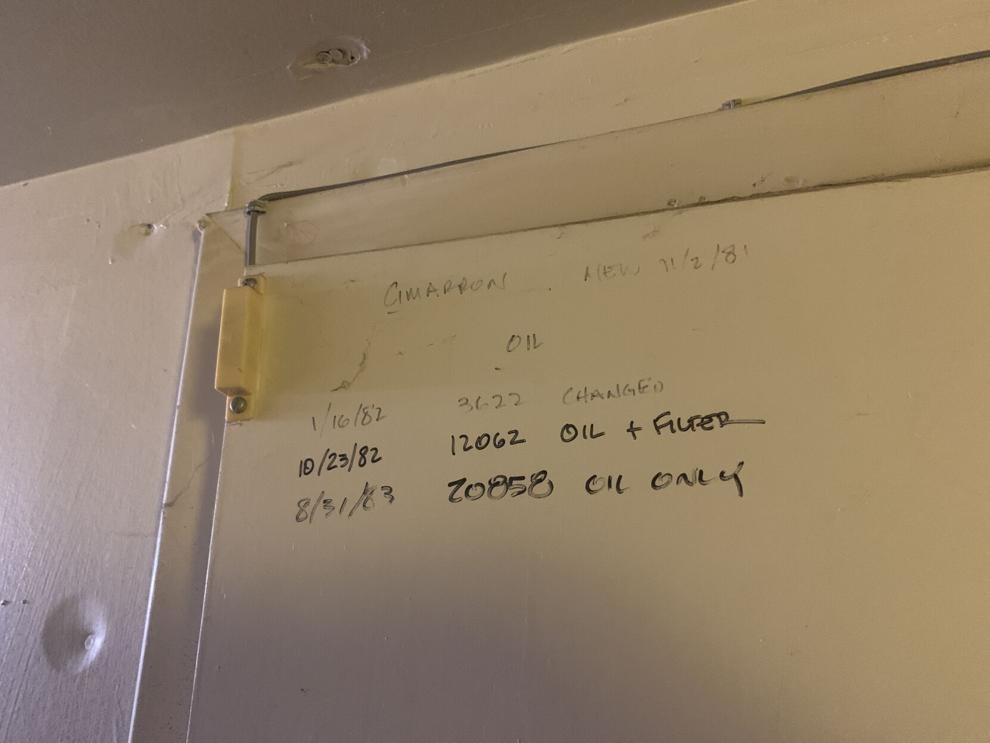 CIMARRON NEW 11/2/81
OIL
1/16/82 3622 CHANGED
10/23/82 12062 OIL + FILTER
8/31/83 20858 OIL ONLY